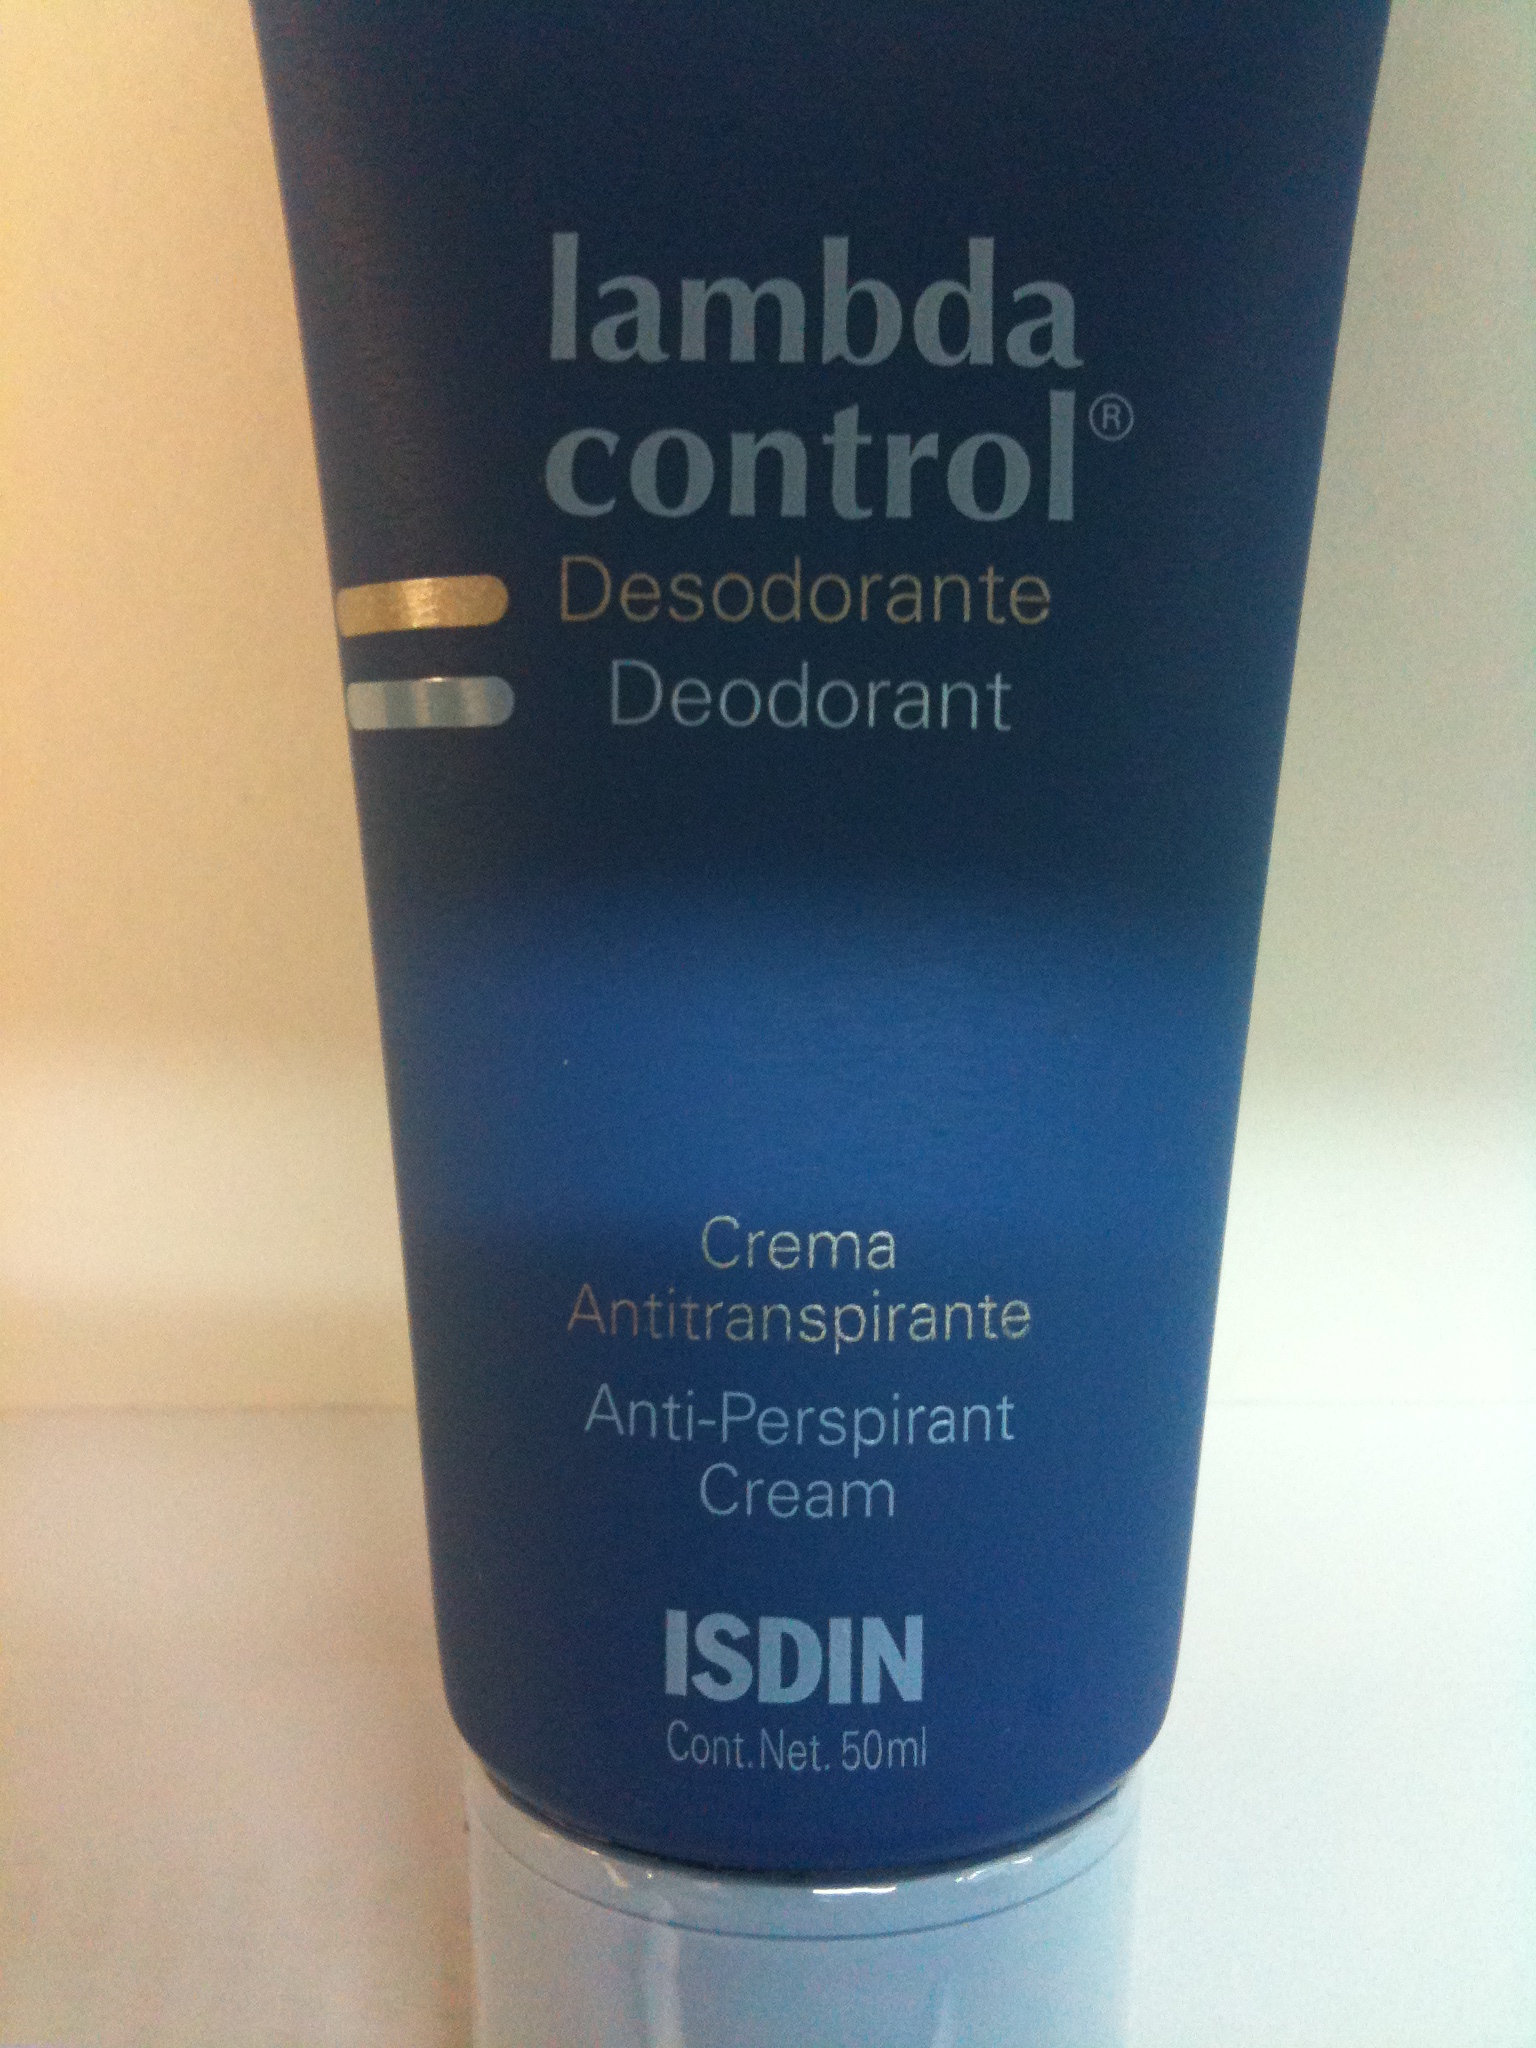 lambda
control®
Desodorante
Deodorant
Crema
Antitranspirante
Anti-Perspirant
Cream
ISDIN
Cont. Net. 50ml